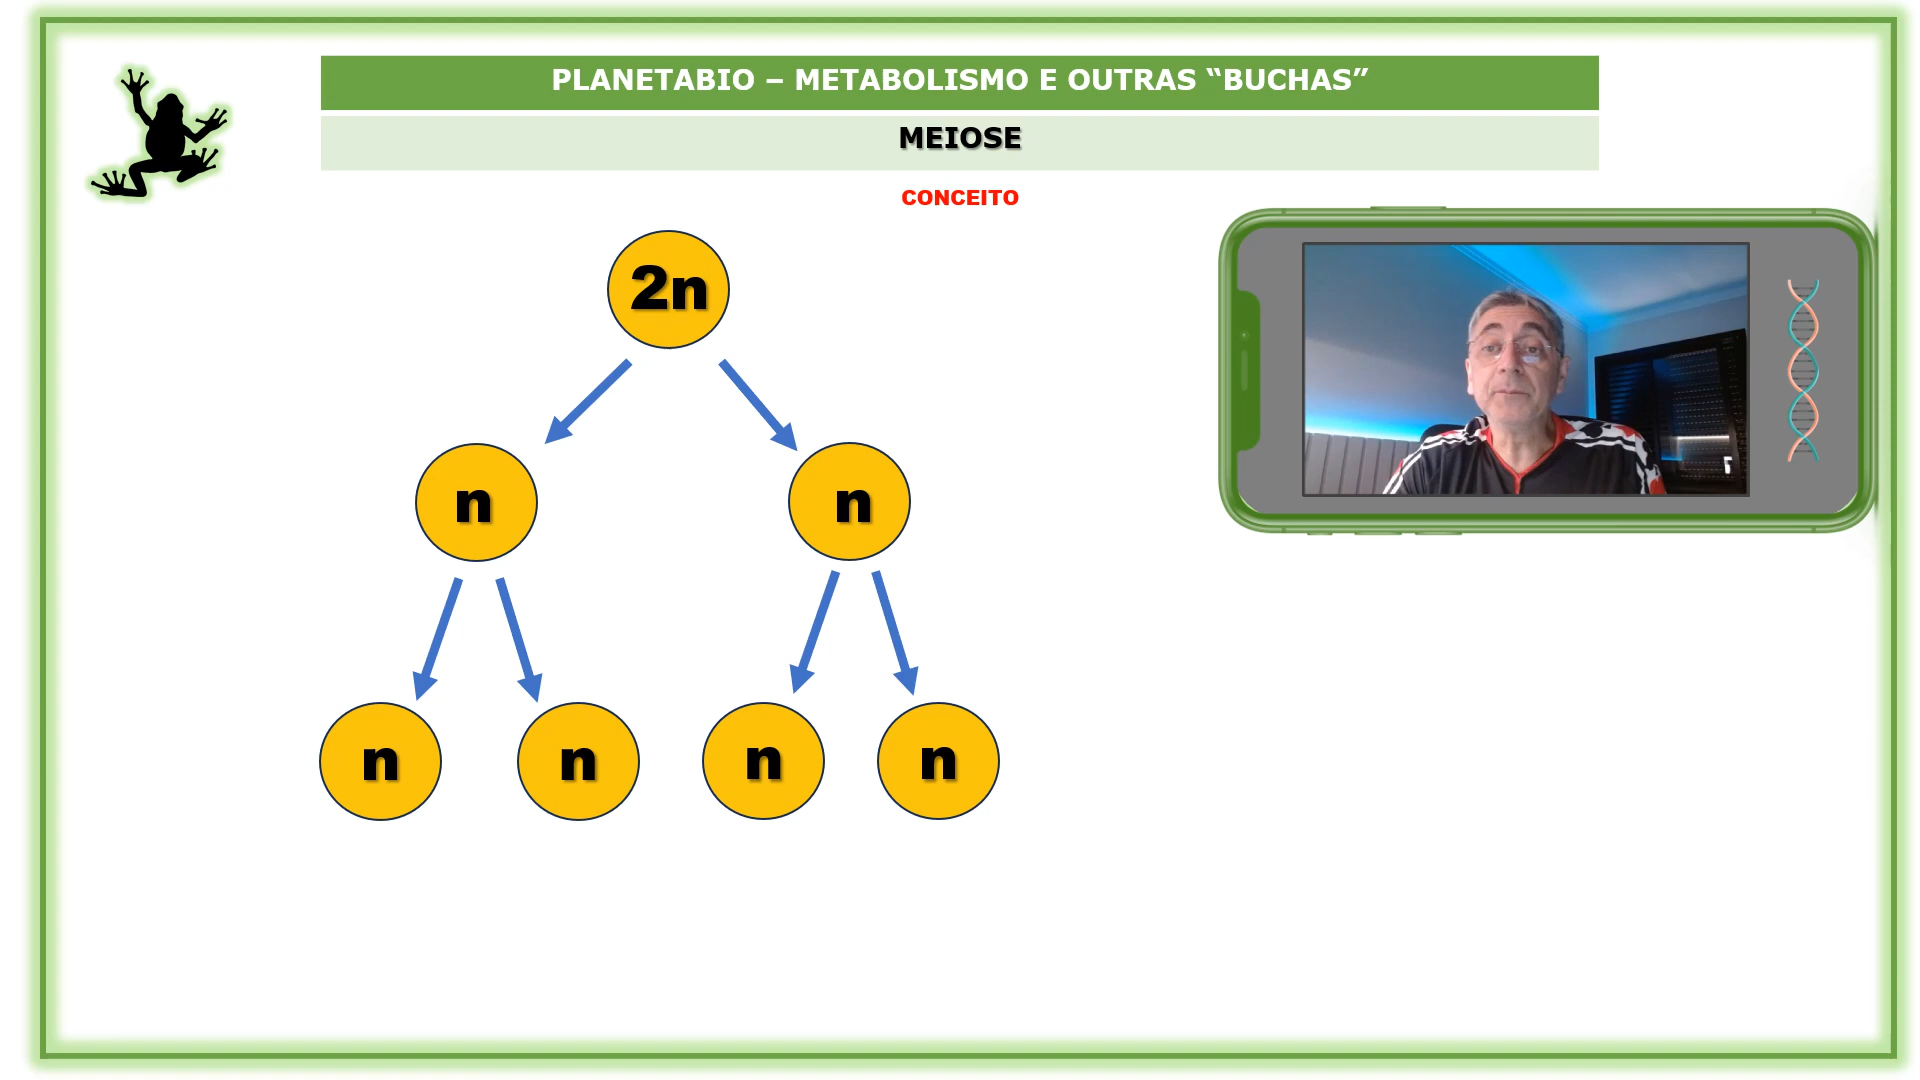 PLANETABIO – METABOLISMO E OUTRAS “BUCHAS”
MEIOSE
CONCEITO
2n
n n
n n n n